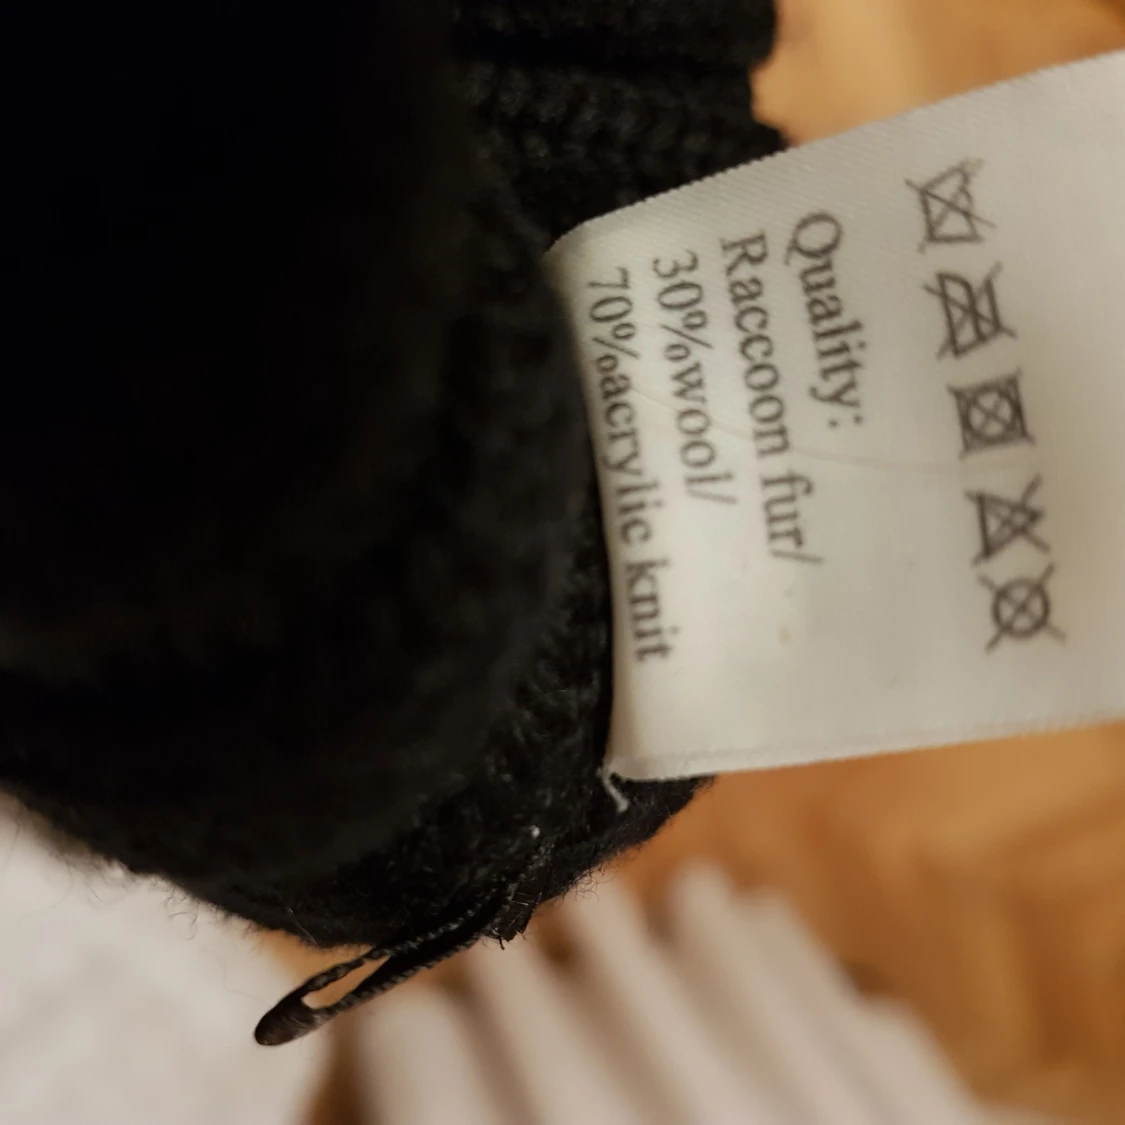 Quality:
Raccoon fur/
30%wool/
70%acrylic knit